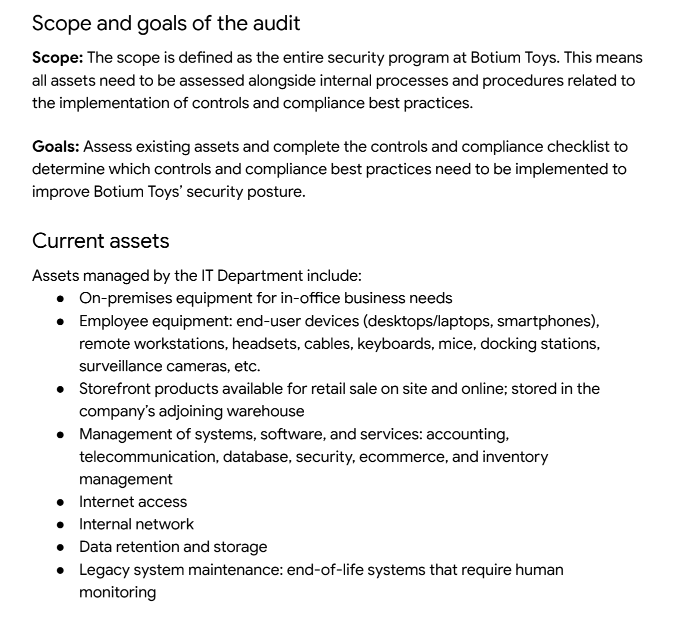 Scope and goals of the audit
Scope: The scope is defined as the entire security program at Botium Toys. This means
all assets need to be assessed alongside internal processes and procedures related to
the implementation of controls and compliance best practices.
Goals: Assess existing assets and complete the controls and compliance checklist to
determine which controls and compliance best practices need to be implemented to
improve Botium Toys’ security posture.
Current assets
Assets managed by the IT Department include:
● On-premises equipment for in-office business needs
● Employee equipment: end-user devices (desktops/laptops, smartphones),
remote workstations, headsets, cables, keyboards, mice, docking stations,
surveillance cameras, etc.
● Storefront products available for retail sale on site and online; stored in the
company’s adjoining warehouse
● Management of systems, software, and services: accounting,
telecommunication, database, security, ecommerce, and inventory
management
● Internet access
● Internal network
● Data retention and storage
● Legacy system maintenance: end-of-life systems that require human
monitoring